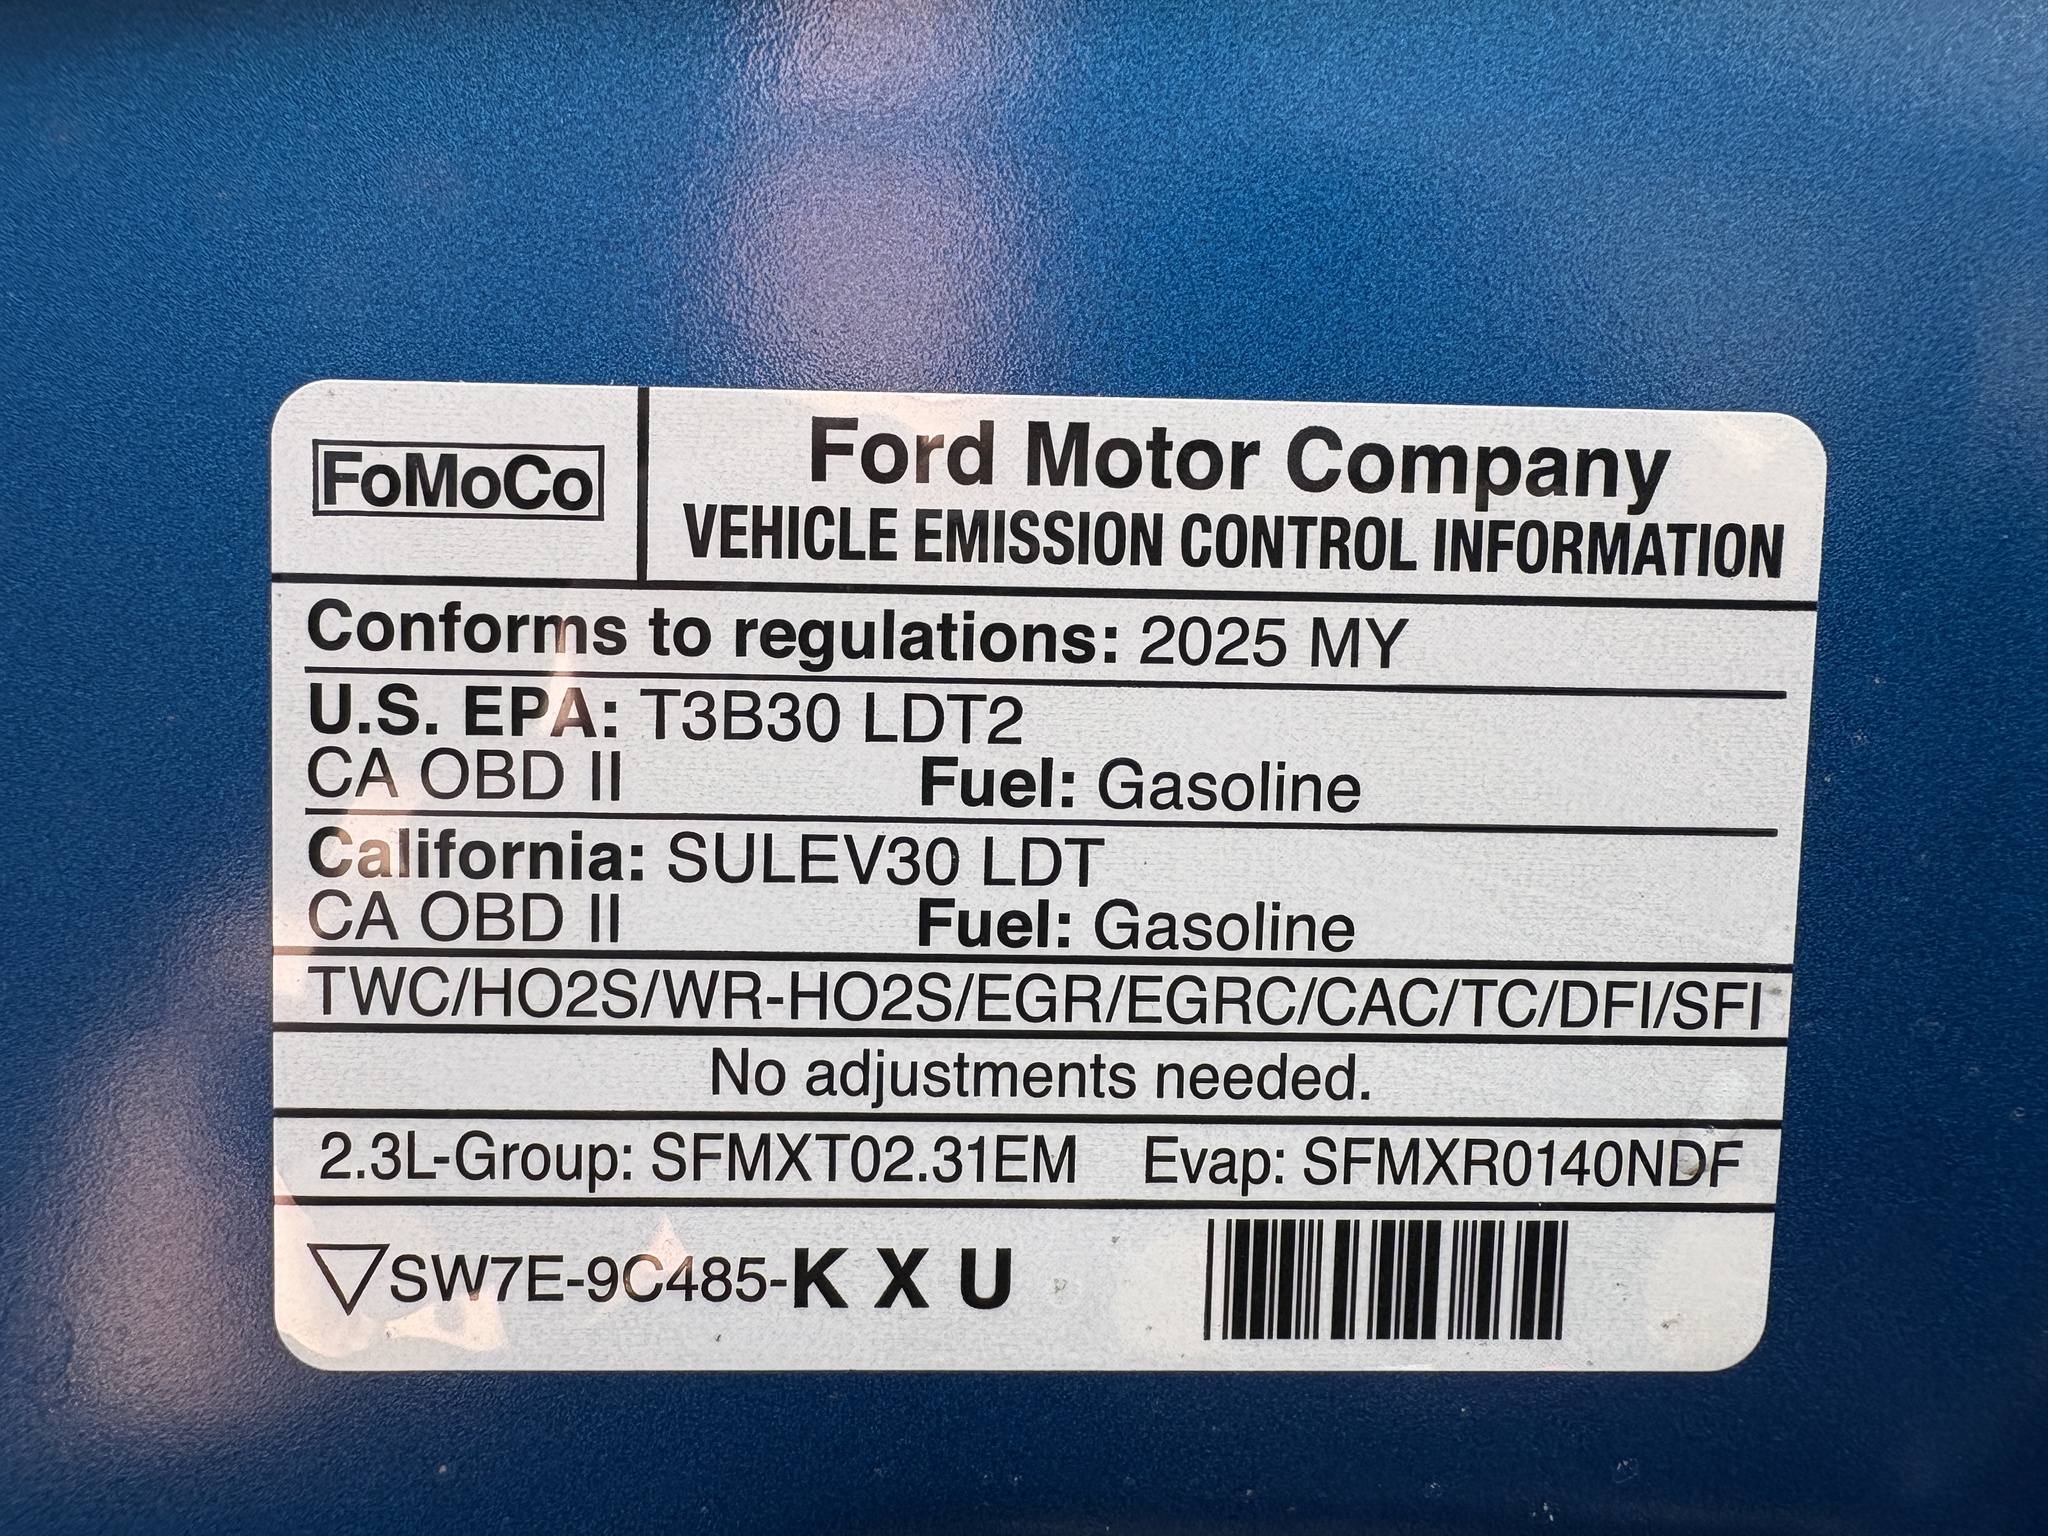 FoMoCo
Ford Motor Company
VEHICLE EMISSION CONTROL INFORMATION
Conforms to regulations: 2025 MY
U.S. EPA: T3B30 LDT2
CA OBD II Fuel: Gasoline
California: SULEV30 LDT
CA OBD II Fuel: Gasoline
TWC/HO2S/WR-HO2S/EGR/EGRC/CAC/TC/DFI/SFI
No adjustments needed.
2.3L-Group: SFMXT02.31EM Evap: SFMXR0140NDF
▽SW7E-9C485-K X U